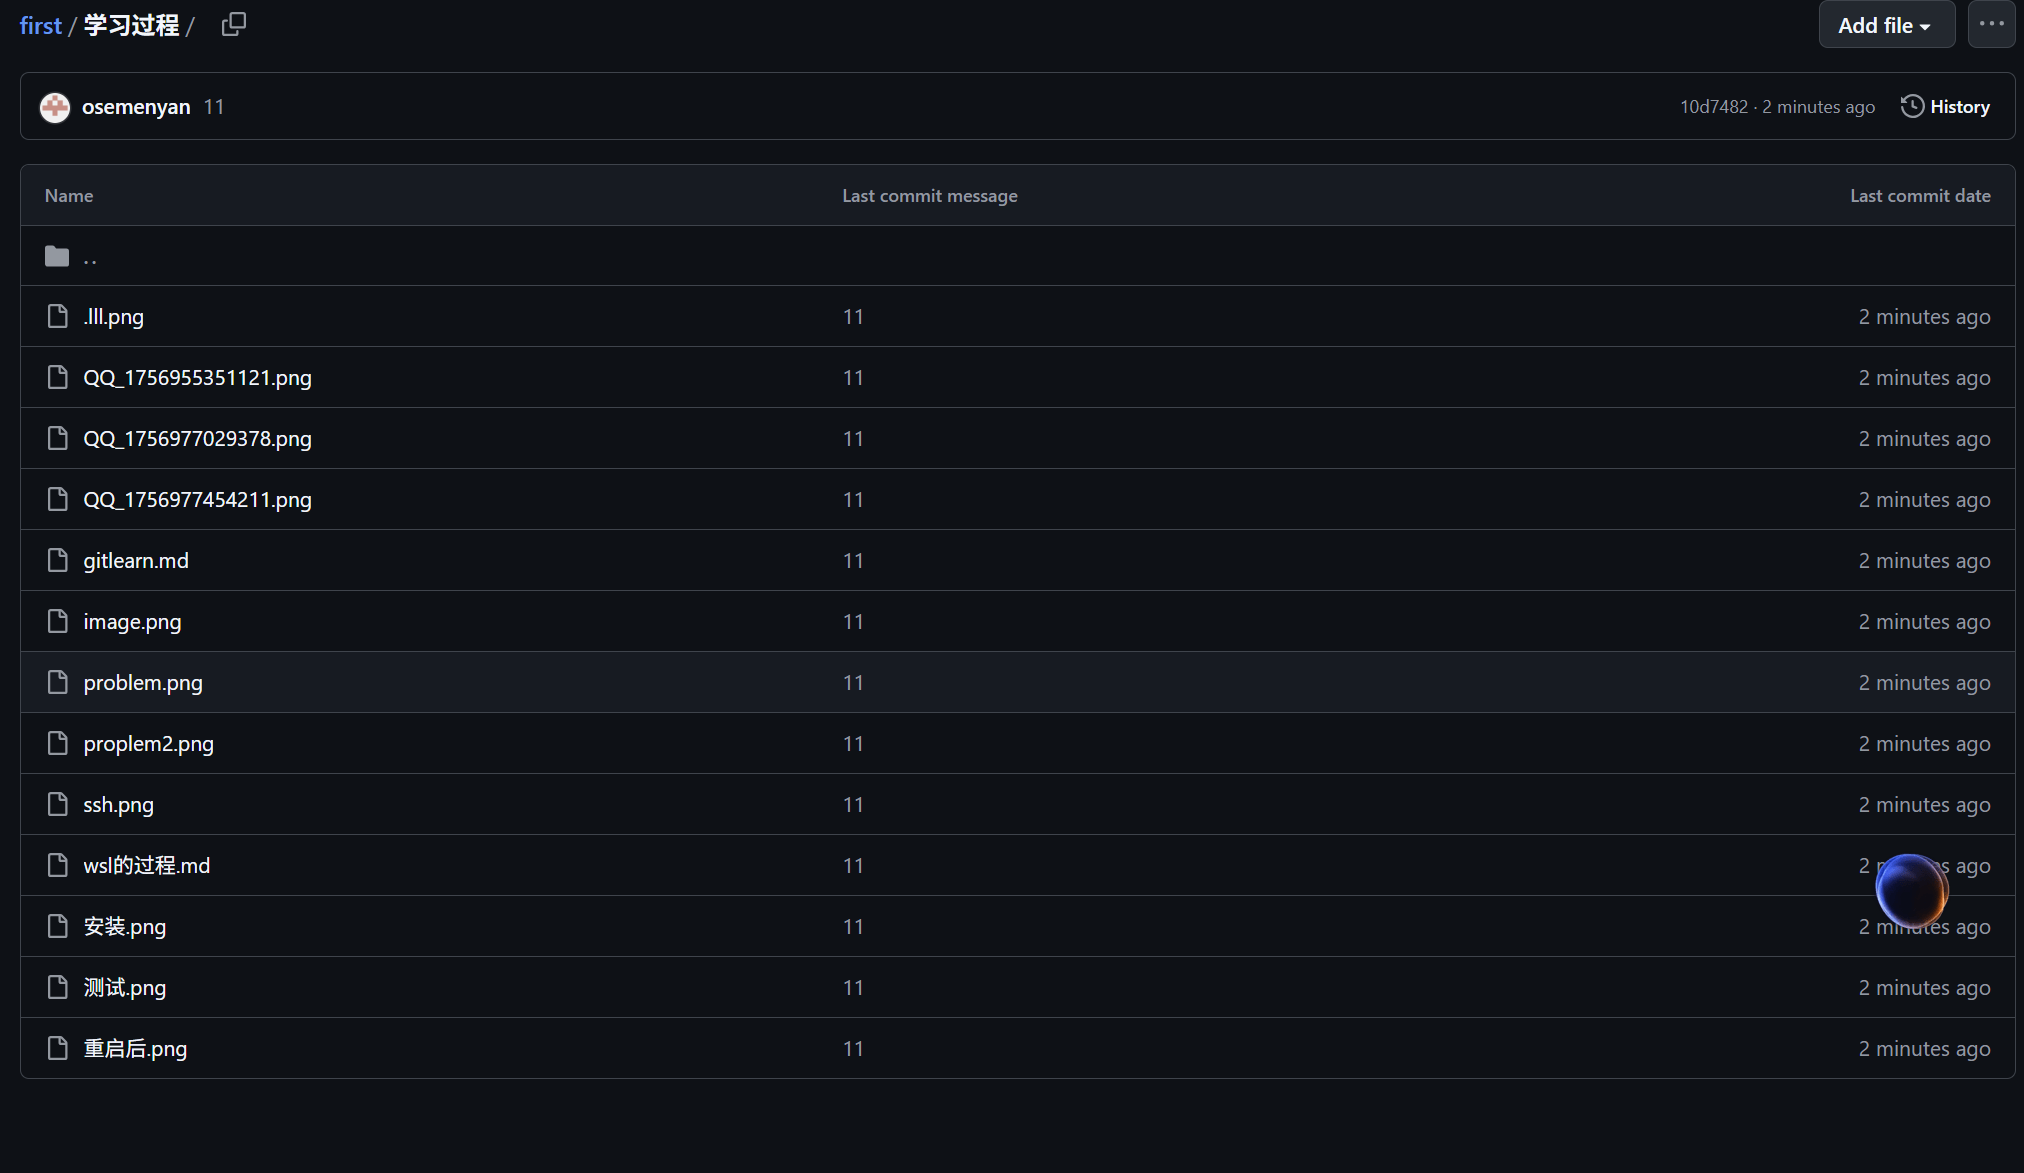 first / 学习过程 /
Add file
osemenyan 11
10d7482 · 2 minutes ago
History
Name Last commit message Last commit date
..
.lll.png 11 2 minutes ago
QQ_1756955351121.png 11 2 minutes ago
QQ_1756977029378.png 11 2 minutes ago
QQ_1756977454211.png 11 2 minutes ago
gitlearn.md 11 2 minutes ago
image.png 11 2 minutes ago
problem.png 11 2 minutes ago
proplem2.png 11 2 minutes ago
ssh.png 11 2 minutes ago
wsl的过程.md 11 2 ago
安装.png 11 2 minutes ago
测试.png 11 2 minutes ago
重启后.png 11 2 minutes ago